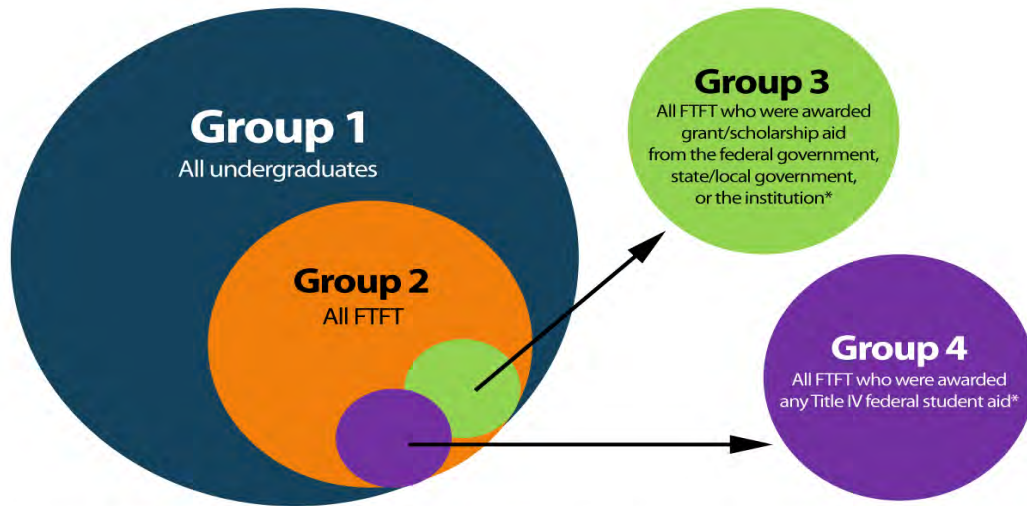 Group 1
All undergraduates
Group 2
All FTFT
Group 3
All FTFT who were awarded
grant/scholarship aid
from the federal government,
state/local government,
or the institution*
Group 4
All FTFT who were awarded
any Title IV federal student aid*